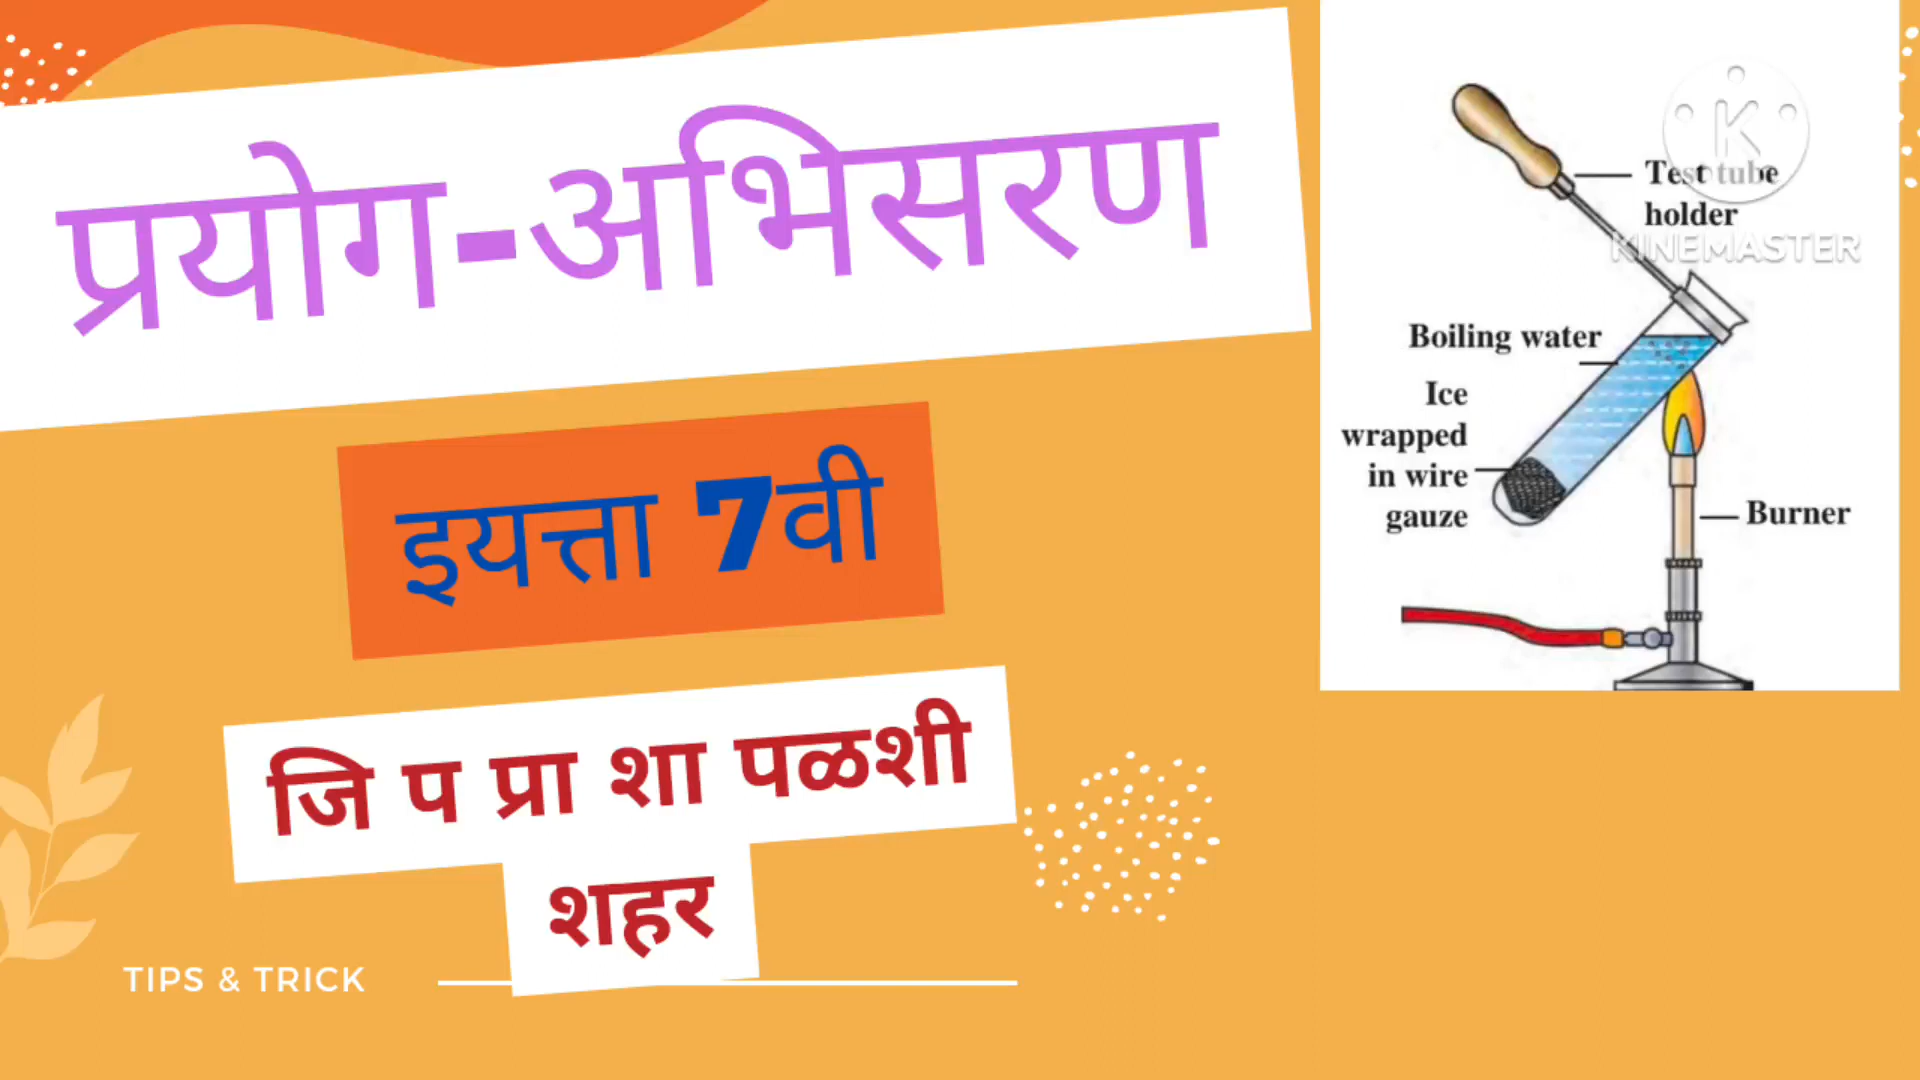 प्रयोग-अभिसरण
इयत्ता 7वी
जि प प्रा शा पळशी
शहर
TIPS & TRICK
Test tube
holder
KINEMASTER
Boiling water
Ice
wrapped
in wire
gauze
Burner